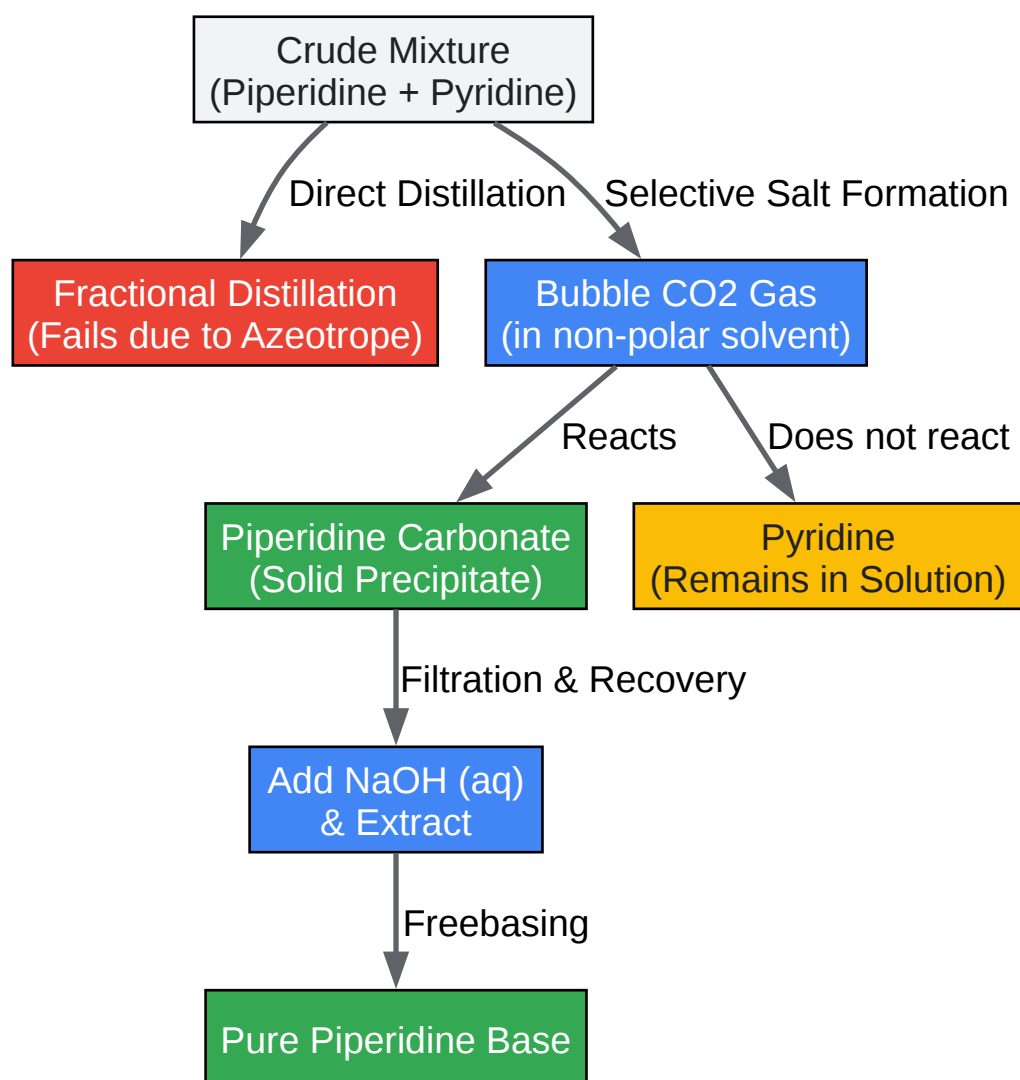 Crude Mixture
(Piperidine + Pyridine)
Direct Distillation
Selective Salt Formation
Fractional Distillation
(Fails due to Azeotrope)
Bubble CO2 Gas
(in non-polar solvent)
Reacts
Does not react
Piperidine Carbonate
(Solid Precipitate)
Pyridine
(Remains in Solution)
Filtration & Recovery
Add NaOH (aq)
& Extract
Freebasing
Pure Piperidine Base